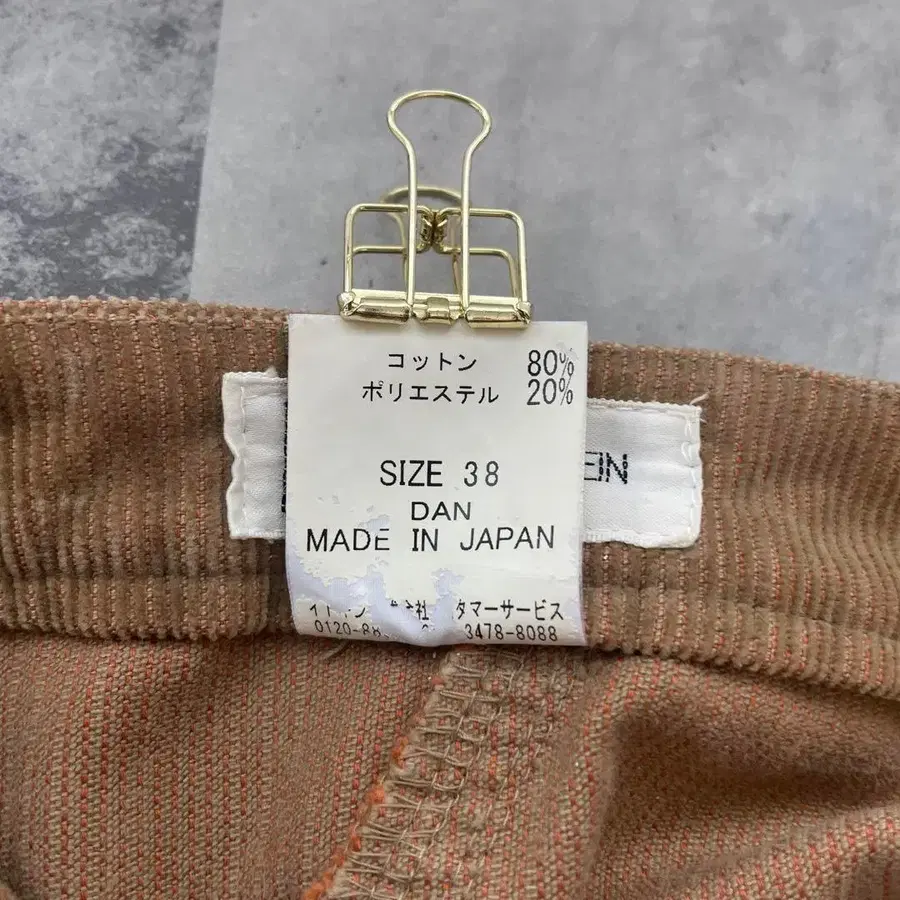 コットン 80%
ポリエステル 20%
EIN
SIZE 38
DAN
MADE IN JAPAN
タマーサービス
0120-88 3478-8088